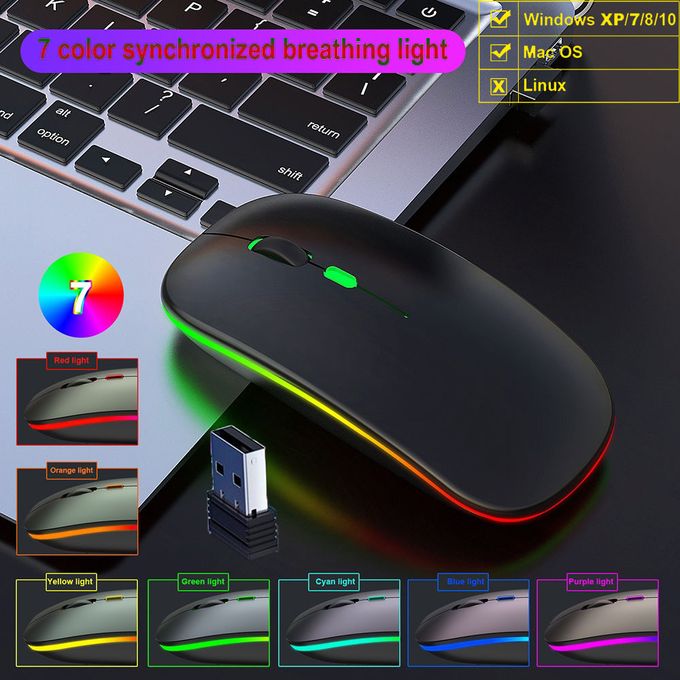 7 color synchronized breathing light
Windows XP/7/8/10
Mac OS
Linux
K
P
L
return
alt
option
shift
7
Red light
Orange light
Yellow light
Green light
Cyan light
Blue light
Purple light